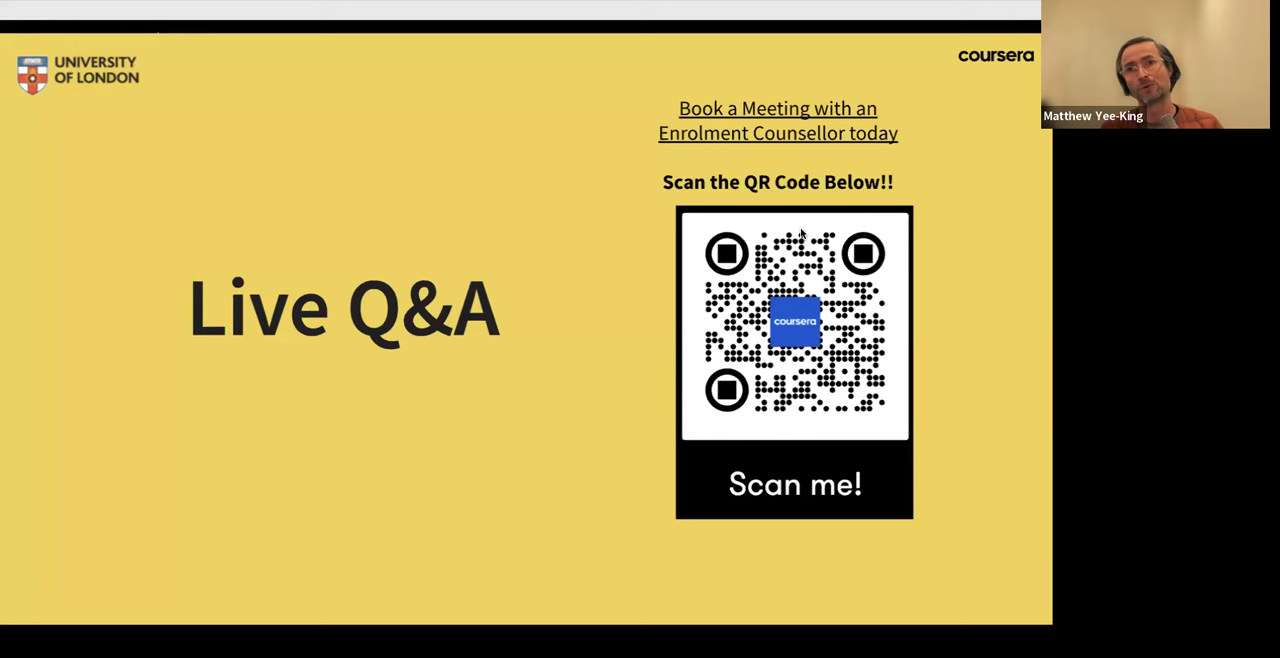 UNIVERSITY
OF LONDON
coursera
Matthew Yee-King
Book a Meeting with an
Enrolment Counsellor today
Scan the QR Code Below!!
Live Q&A
coursera
Scan me!